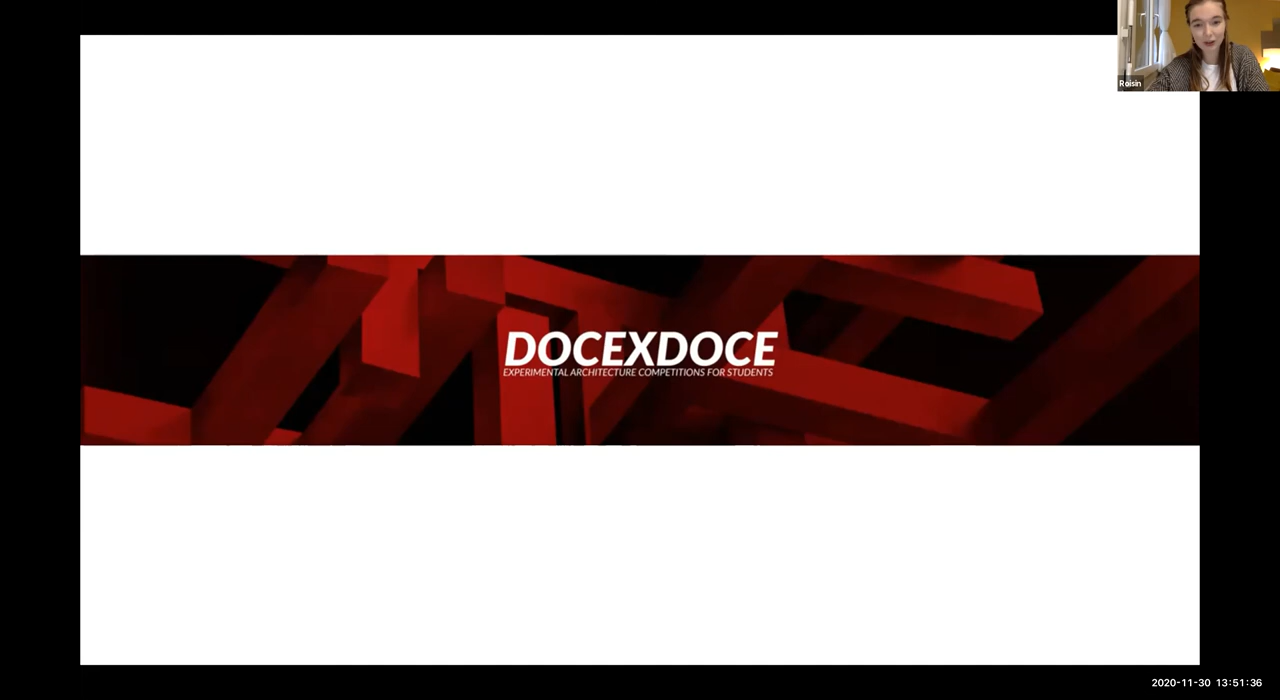 Roisin
DOCEXDOCE
EXPERIMENTAL ARCHITECTURE COMPETITIONS FOR STUDENTS
2020-11-30 13:51:36